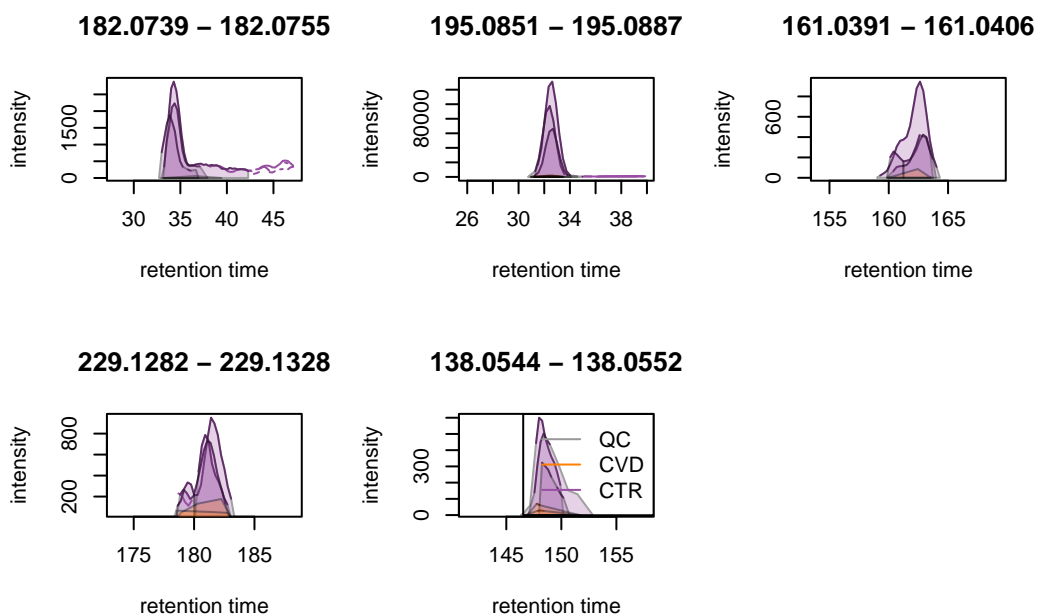 182.0739 − 182.0755
195.0851 − 195.0887
161.0391 − 161.0406
intensity
0 1500
30 35 40 45
retention time
intensity
0 80000
26 30 34 38
retention time
intensity
0 600
155 160 165
retention time
229.1282 − 229.1328
138.0544 − 138.0552
intensity
200 800
175 180 185
retention time
intensity
0 300
QC
CVD
CTR
145 150 155
retention time